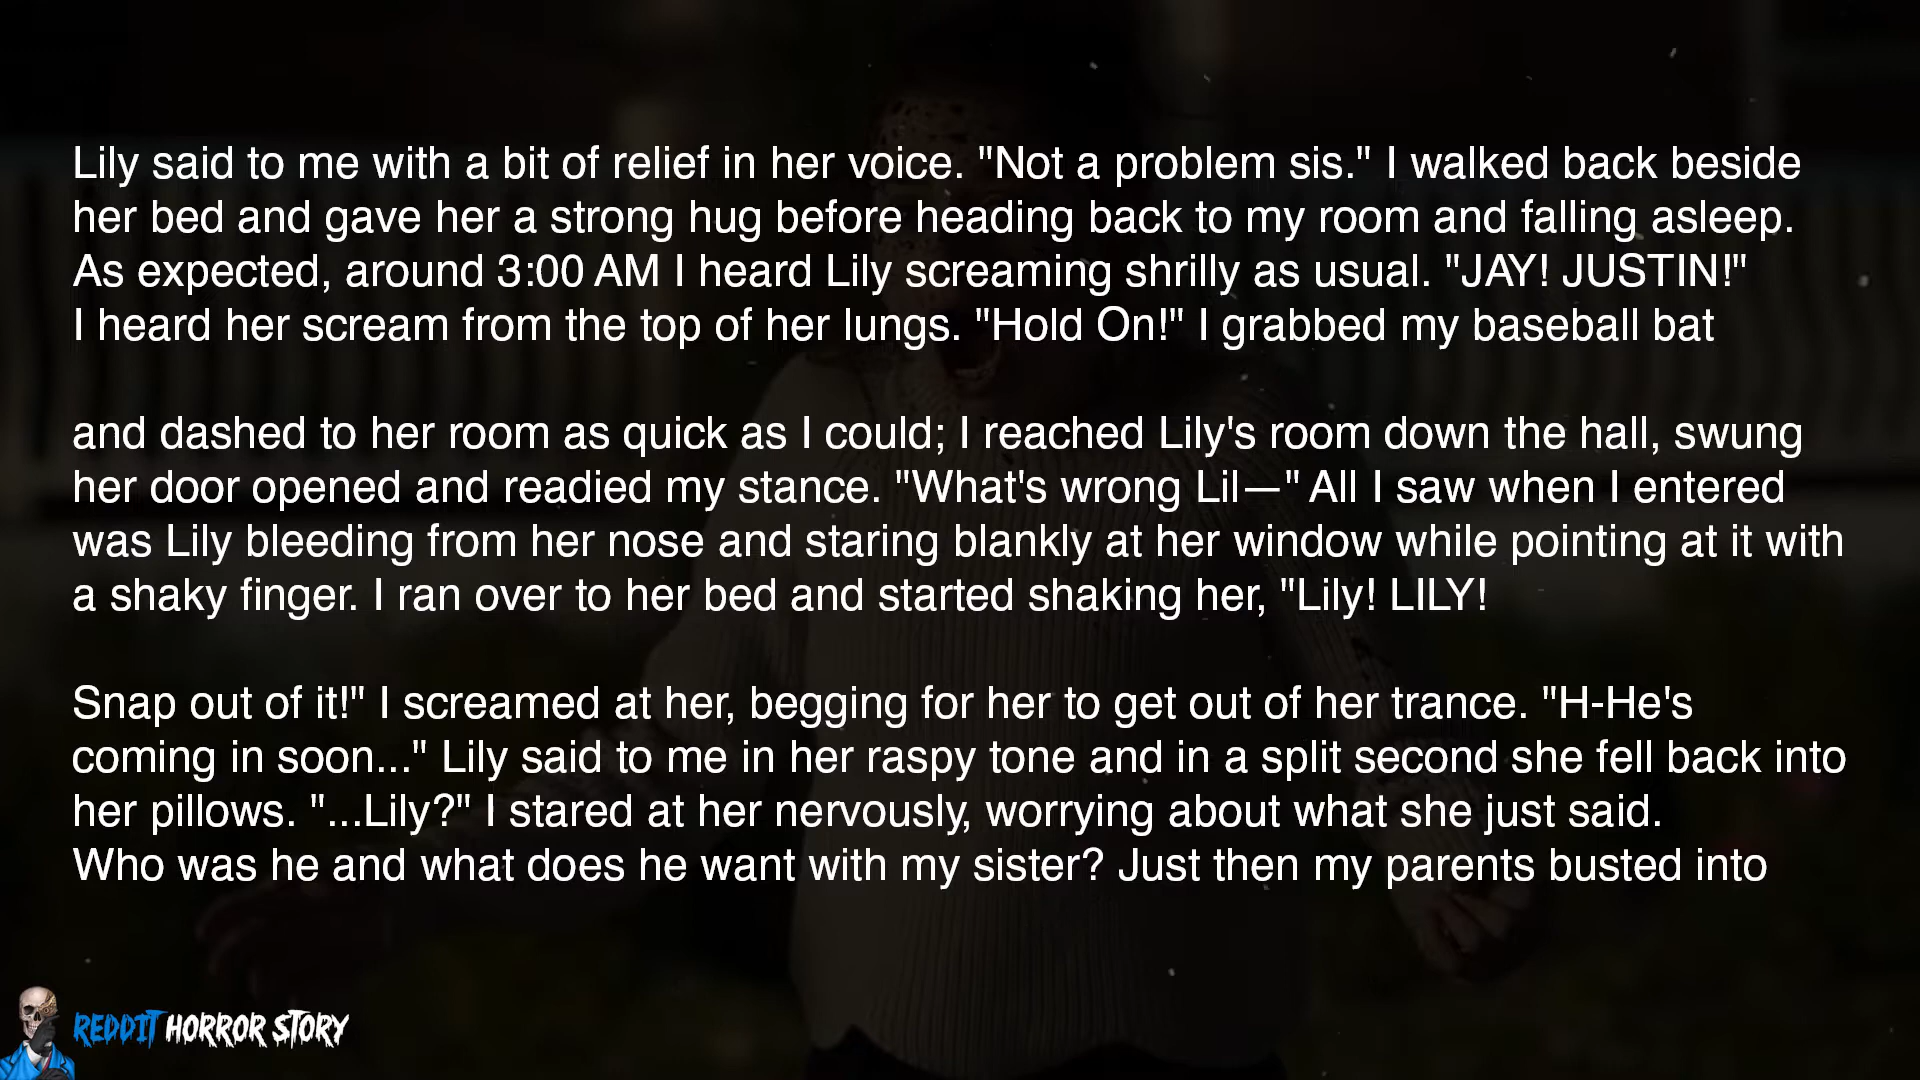 Lily said to me with a bit of relief in her voice. "Not a problem sis." I walked back beside
her bed and gave her a strong hug before heading back to my room and falling asleep.
As expected, around 3:00 AM I heard Lily screaming shrilly as usual. "JAY! JUSTIN!"
I heard her scream from the top of her lungs. "Hold On!" I grabbed my baseball bat
and dashed to her room as quick as I could; I reached Lily's room down the hall, swung
her door opened and readied my stance. "What's wrong Lil—" All I saw when I entered
was Lily bleeding from her nose and staring blankly at her window while pointing at it with
a shaky finger. I ran over to her bed and started shaking her, "Lily! LILY!
Snap out of it!" I screamed at her, begging for her to get out of her trance. "H-He's
coming in soon..." Lily said to me in her raspy tone and in a split second she fell back into
her pillows. "...Lily?" I stared at her nervously, worrying about what she just said.
Who was he and what does he want with my sister? Just then my parents busted into
REDDIT HORROR STORY